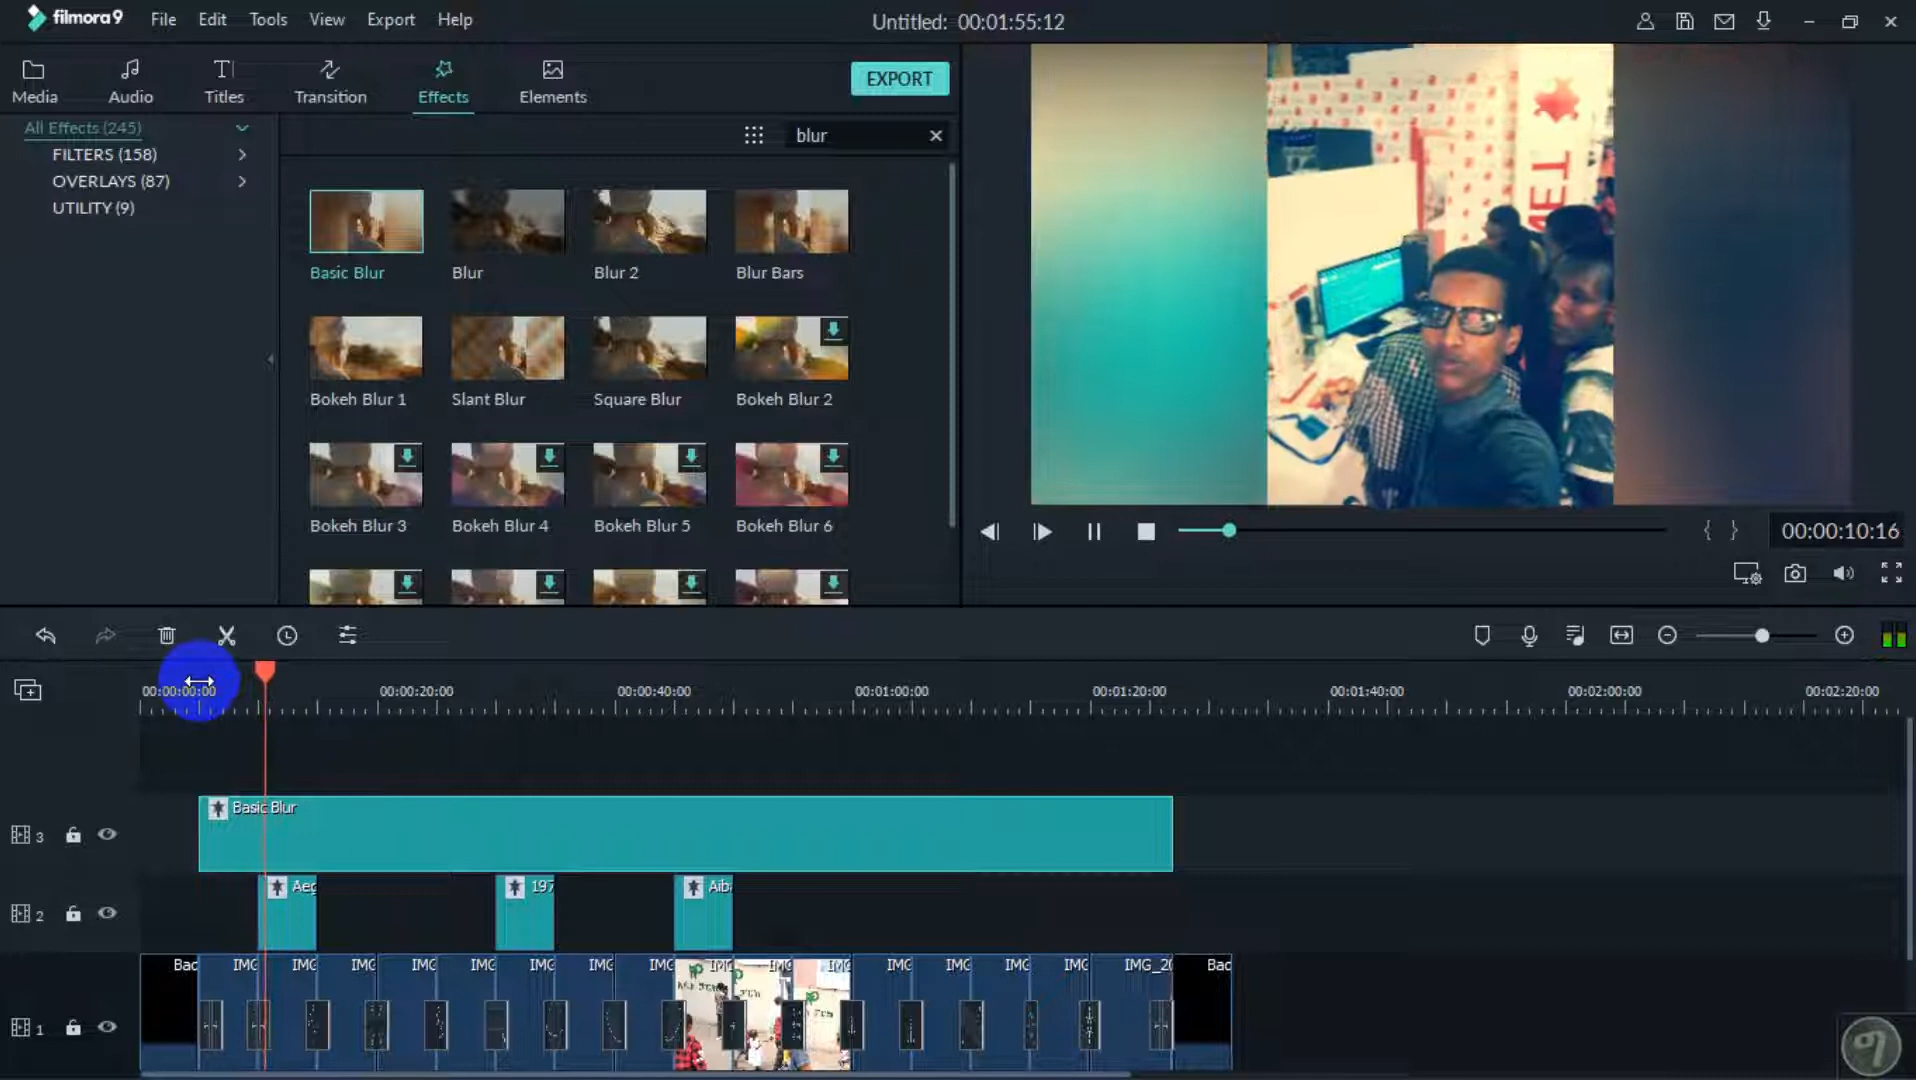 filmora9 File Edit Tools View Export Help Untitled: 00:01:55:12
Media Audio Titles Transition Effects Elements EXPORT
All Effects (245)
FILTERS (158)
OVERLAYS (87)
UTILITY (9)
blur
Basic Blur Blur Blur 2 Blur Bars
Bokeh Blur 1 Slant Blur Square Blur Bokeh Blur 2
Bokeh Blur 3 Bokeh Blur 4 Bokeh Blur 5 Bokeh Blur 6
00:00:10:16
00:00:00:00 00:00:20:00 00:00:40:00 00:01:00:00 00:01:20:00 00:01:40:00 00:02:00:00 00:02:20:00
Basic Blur
3
Aeg 197 Aib
2
Bac IMG IMG IMG IMG IMG IMG IMG IMG IMG IMG IMG IMG IMG IMG IMG IMG_20 Bac
1